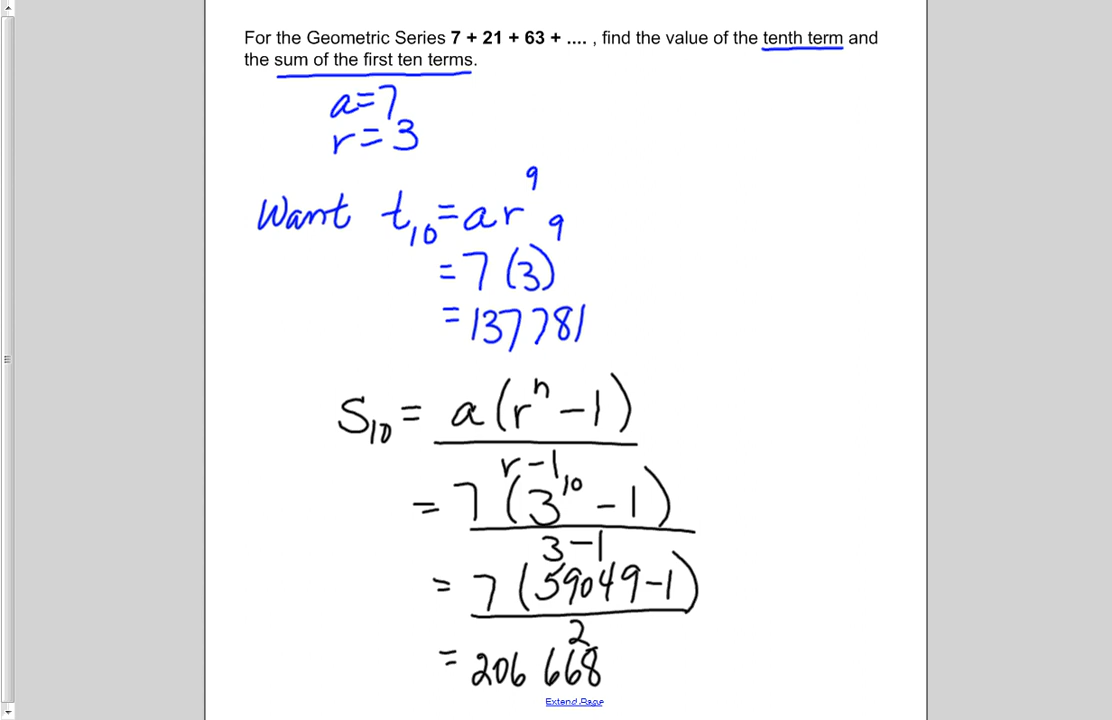 For the Geometric Series 7 + 21 + 63 + .... , find the value of the tenth term and
the sum of the first ten terms.
a=7
r=3
Want t₁₀=ar⁹
=7(3)⁹
=137781
S₁₀ = a(rⁿ-1)
r-1
= 7(3¹⁰-1)
3-1
= 7(59049-1)
2
= 206 668
Extend Page